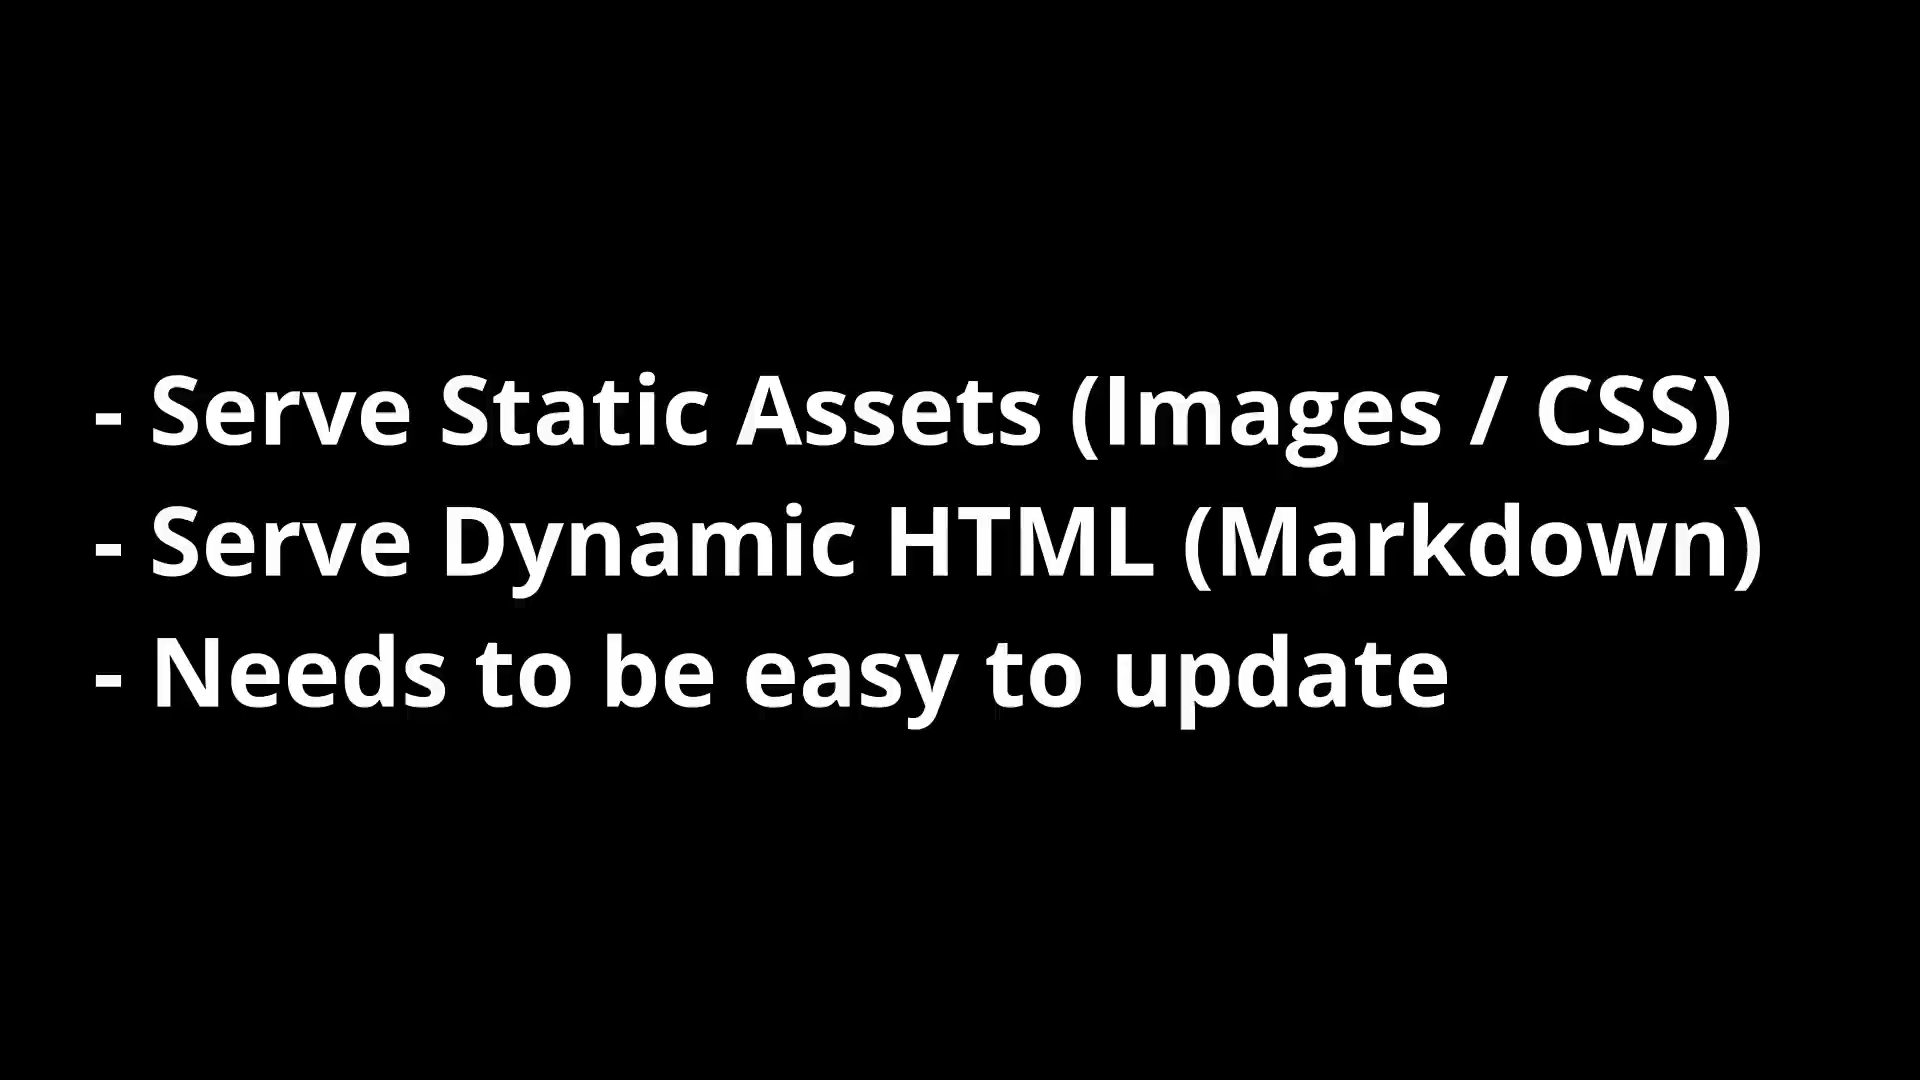 - Serve Static Assets (Images / CSS)
- Serve Dynamic HTML (Markdown)
- Needs to be easy to update